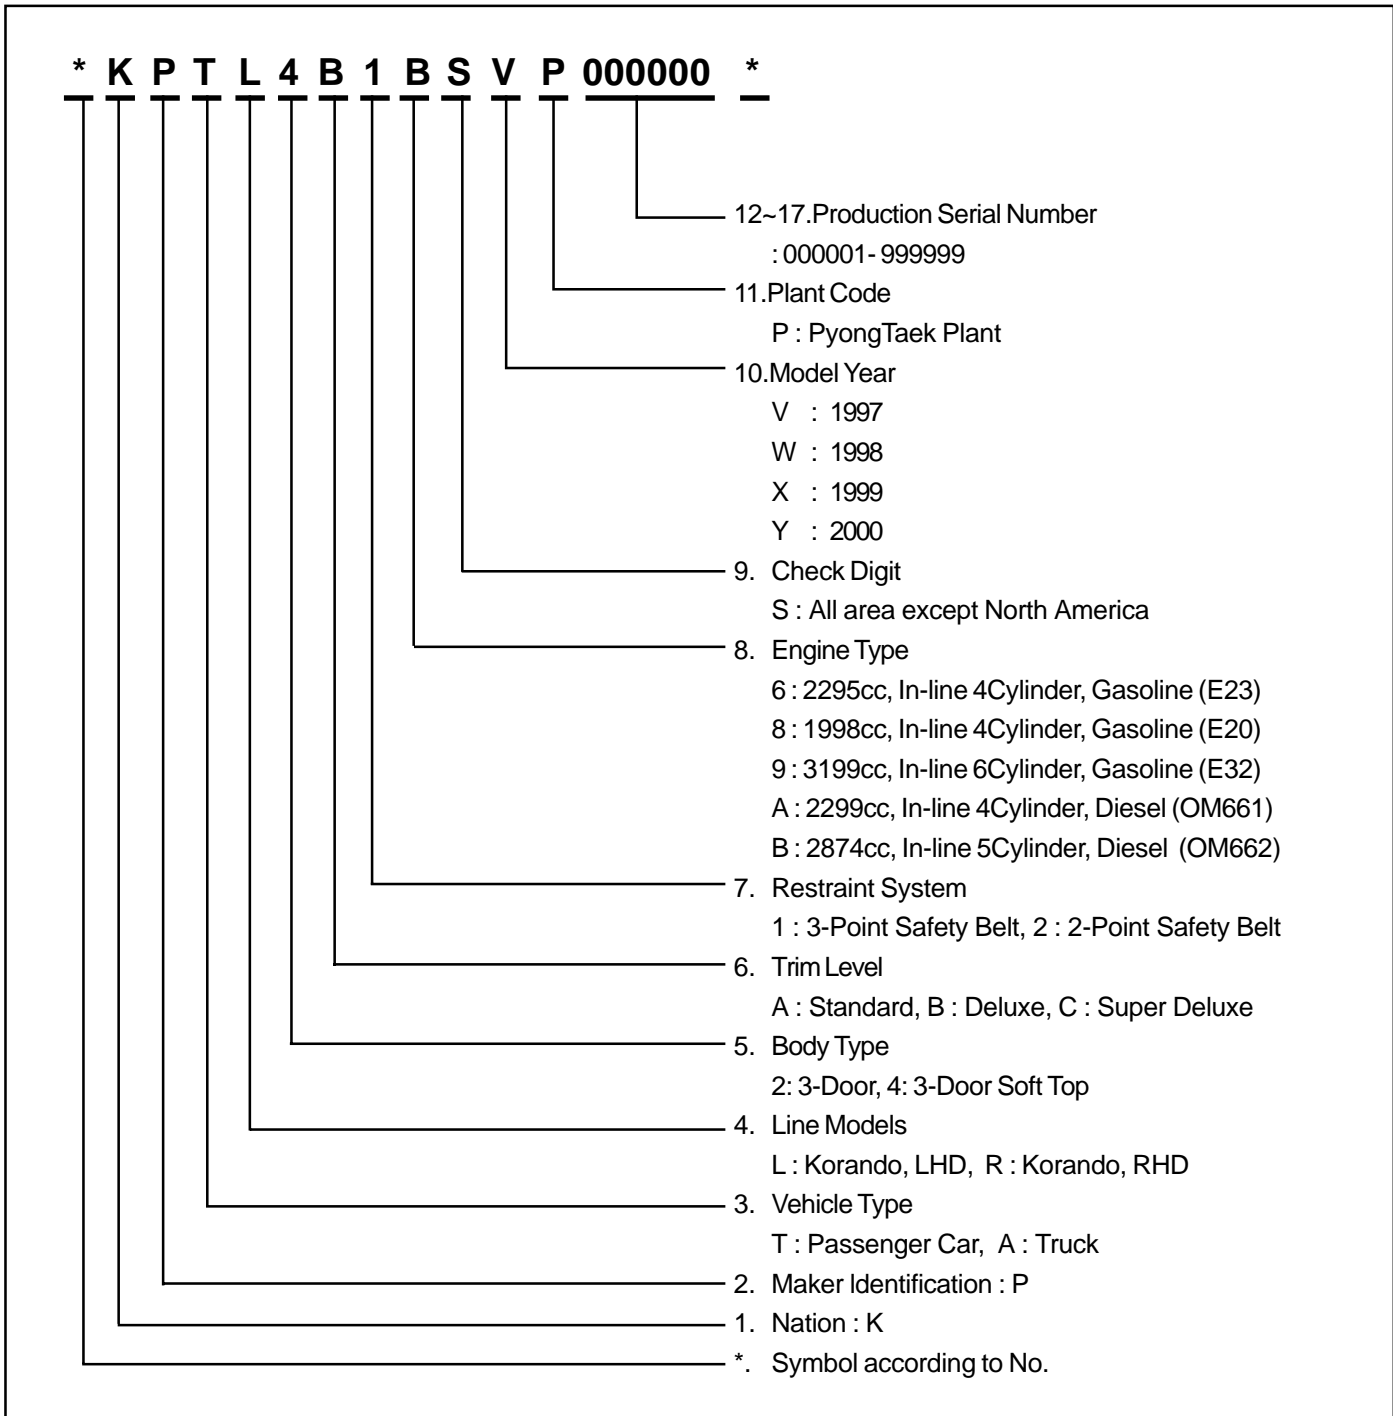 * K P T L 4 B 1 B S V P 000000 *
12~17.Production Serial Number
: 000001- 999999
11.Plant Code
P : PyongTaek Plant
10.Model Year
V : 1997
W : 1998
X : 1999
Y : 2000
9. Check Digit
S : All area except North America
8. Engine Type
6 : 2295cc, In-line 4Cylinder, Gasoline (E23)
8 : 1998cc, In-line 4Cylinder, Gasoline (E20)
9 : 3199cc, In-line 6Cylinder, Gasoline (E32)
A : 2299cc, In-line 4Cylinder, Diesel (OM661)
B : 2874cc, In-line 5Cylinder, Diesel (OM662)
7. Restraint System
1 : 3-Point Safety Belt, 2 : 2-Point Safety Belt
6. Trim Level
A : Standard, B : Deluxe, C : Super Deluxe
5. Body Type
2: 3-Door, 4: 3-Door Soft Top
4. Line Models
L : Korando, LHD, R : Korando, RHD
3. Vehicle Type
T : Passenger Car, A : Truck
2. Maker Identification : P
1. Nation : K
*. Symbol according to No.